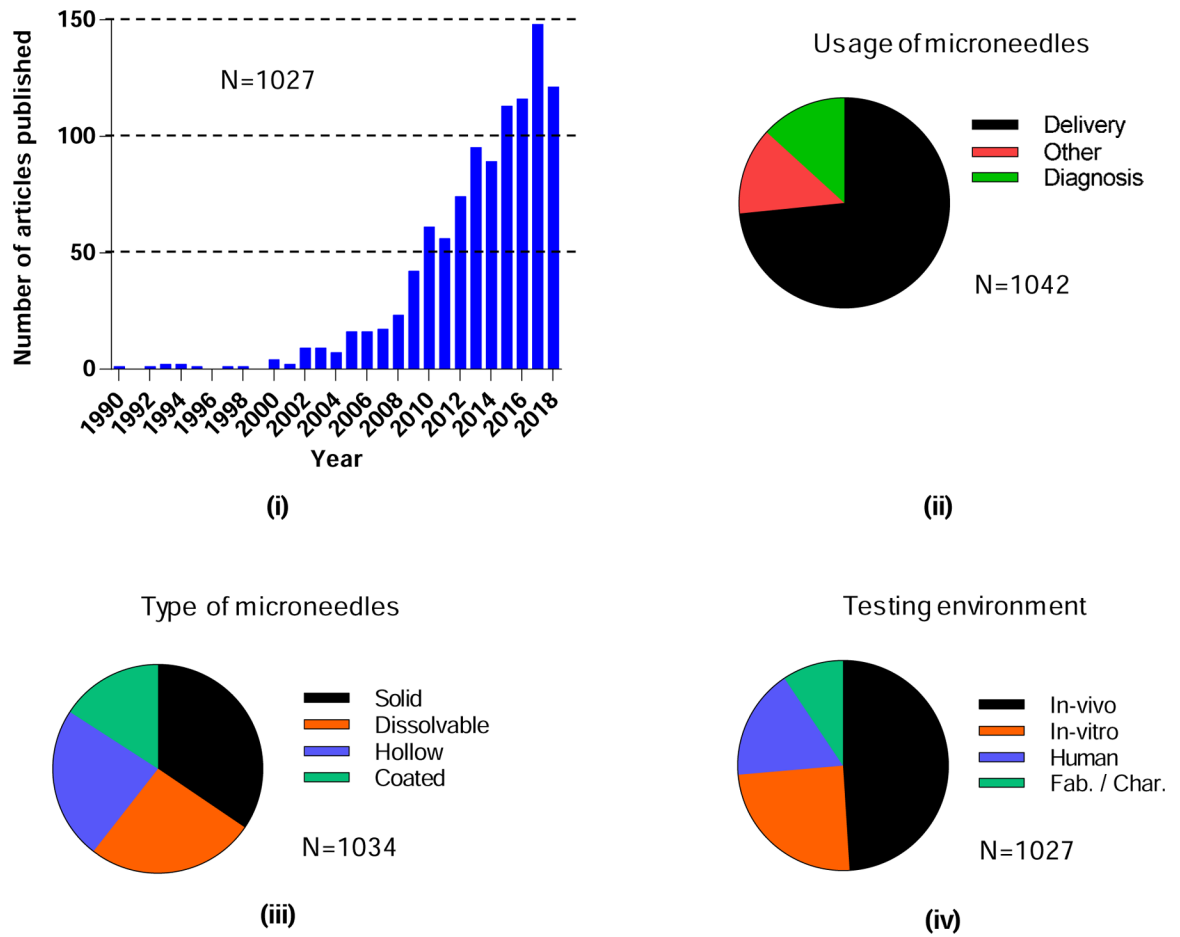 Number of articles published
150
100
50
0
N=1027
1990
1992
1994
1996
1998
2000
2002
2004
2006
2008
2010
2012
2014
2016
2018
Year
(i)
Usage of microneedles
Delivery
Other
Diagnosis
N=1042
(ii)
Type of microneedles
Solid
Dissolvable
Hollow
Coated
N=1034
(iii)
Testing environment
In-vivo
In-vitro
Human
Fab. / Char.
N=1027
(iv)